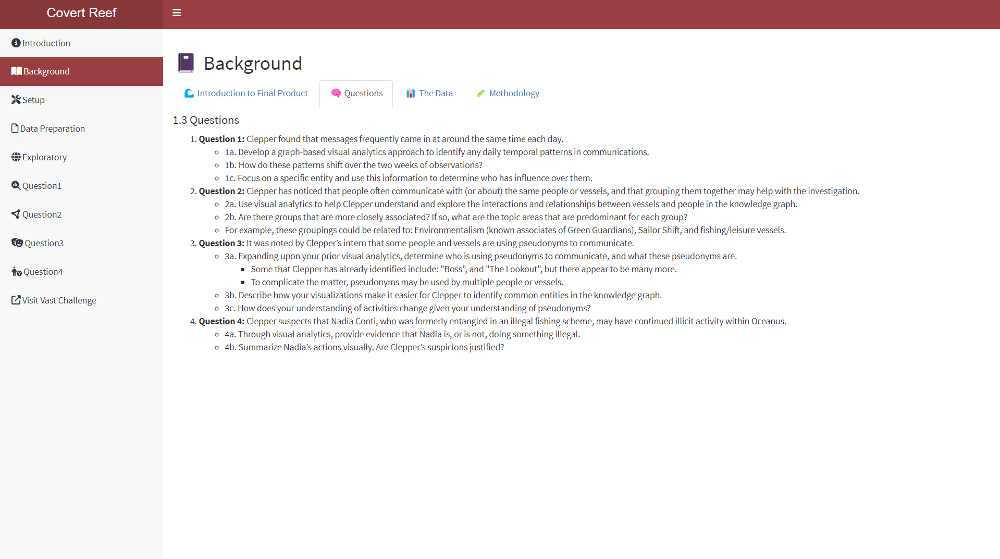 Covert Reef
Introduction
Background
Setup
Data Preparation
Exploratory
Question1
Question2
Question3
Question4
Visit Vast Challenge
Background
Introduction to Final Product
Questions
The Data
Methodology
1.3 Questions
1. Question 1: Clepper found that messages frequently came in at around the same time each day.
1a. Develop a graph-based visual analytics approach to identify any daily temporal patterns in communications.
1b. How do these patterns shift over the two weeks of observations?
1c. Focus on a specific entity and use this information to determine who has influence over them.
2. Question 2: Clepper has noticed that people often communicate with (or about) the same people or vessels, and that grouping them together may help with the investigation.
2a. Use visual analytics to help Clepper understand and explore the interactions and relationships between vessels and people in the knowledge graph.
2b. Are there groups that are more closely associated? If so, what are the topic areas that are predominant for each group?
For example, these groupings could be related to: Environmentalism (known associates of Green Guardians), Sailor Shift, and fishing/leisure vessels.
3. Question 3: It was noted by Clepper’s intern that some people and vessels are using pseudonyms to communicate.
3a. Expanding upon your prior visual analytics, determine who is using pseudonyms to communicate, and what these pseudonyms are.
Some that Clepper has already identified include: "Boss", and "The Lookout", but there appear to be many more.
To complicate the matter, pseudonyms may be used by multiple people or vessels.
3b. Describe how your visualizations make it easier for Clepper to identify common entities in the knowledge graph.
3c. How does your understanding of activities change given your understanding of pseudonyms?
4. Question 4: Clepper suspects that Nadia Conti, who was formerly entangled in an illegal fishing scheme, may have continued illicit activity within Oceanus.
4a. Through visual analytics, provide evidence that Nadia is, or is not, doing something illegal.
4b. Summarize Nadia’s actions visually. Are Clepper’s suspicions justified?